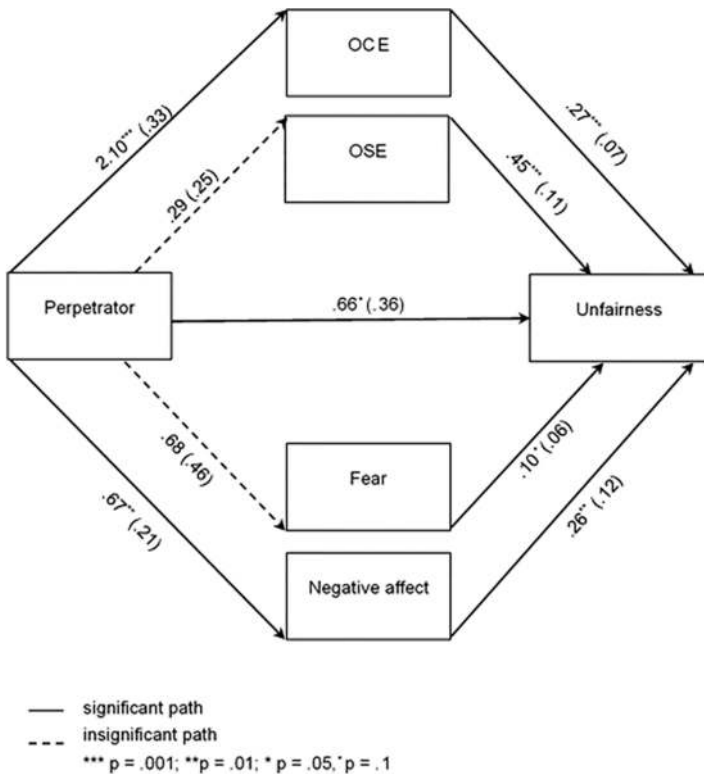 OCE
2.10*** (.33)
.27*** (.07)
OSE
.29 (.25)
.45*** (.11)
Perpetrator
.66˙ (.36)
Unfairness
.68 (.46)
.10˙ (.06)
Fear
.67** (.21)
.26** (.12)
Negative affect
significant path
insignificant path
*** p = .001; **p = .01; * p = .05,˙p = .1